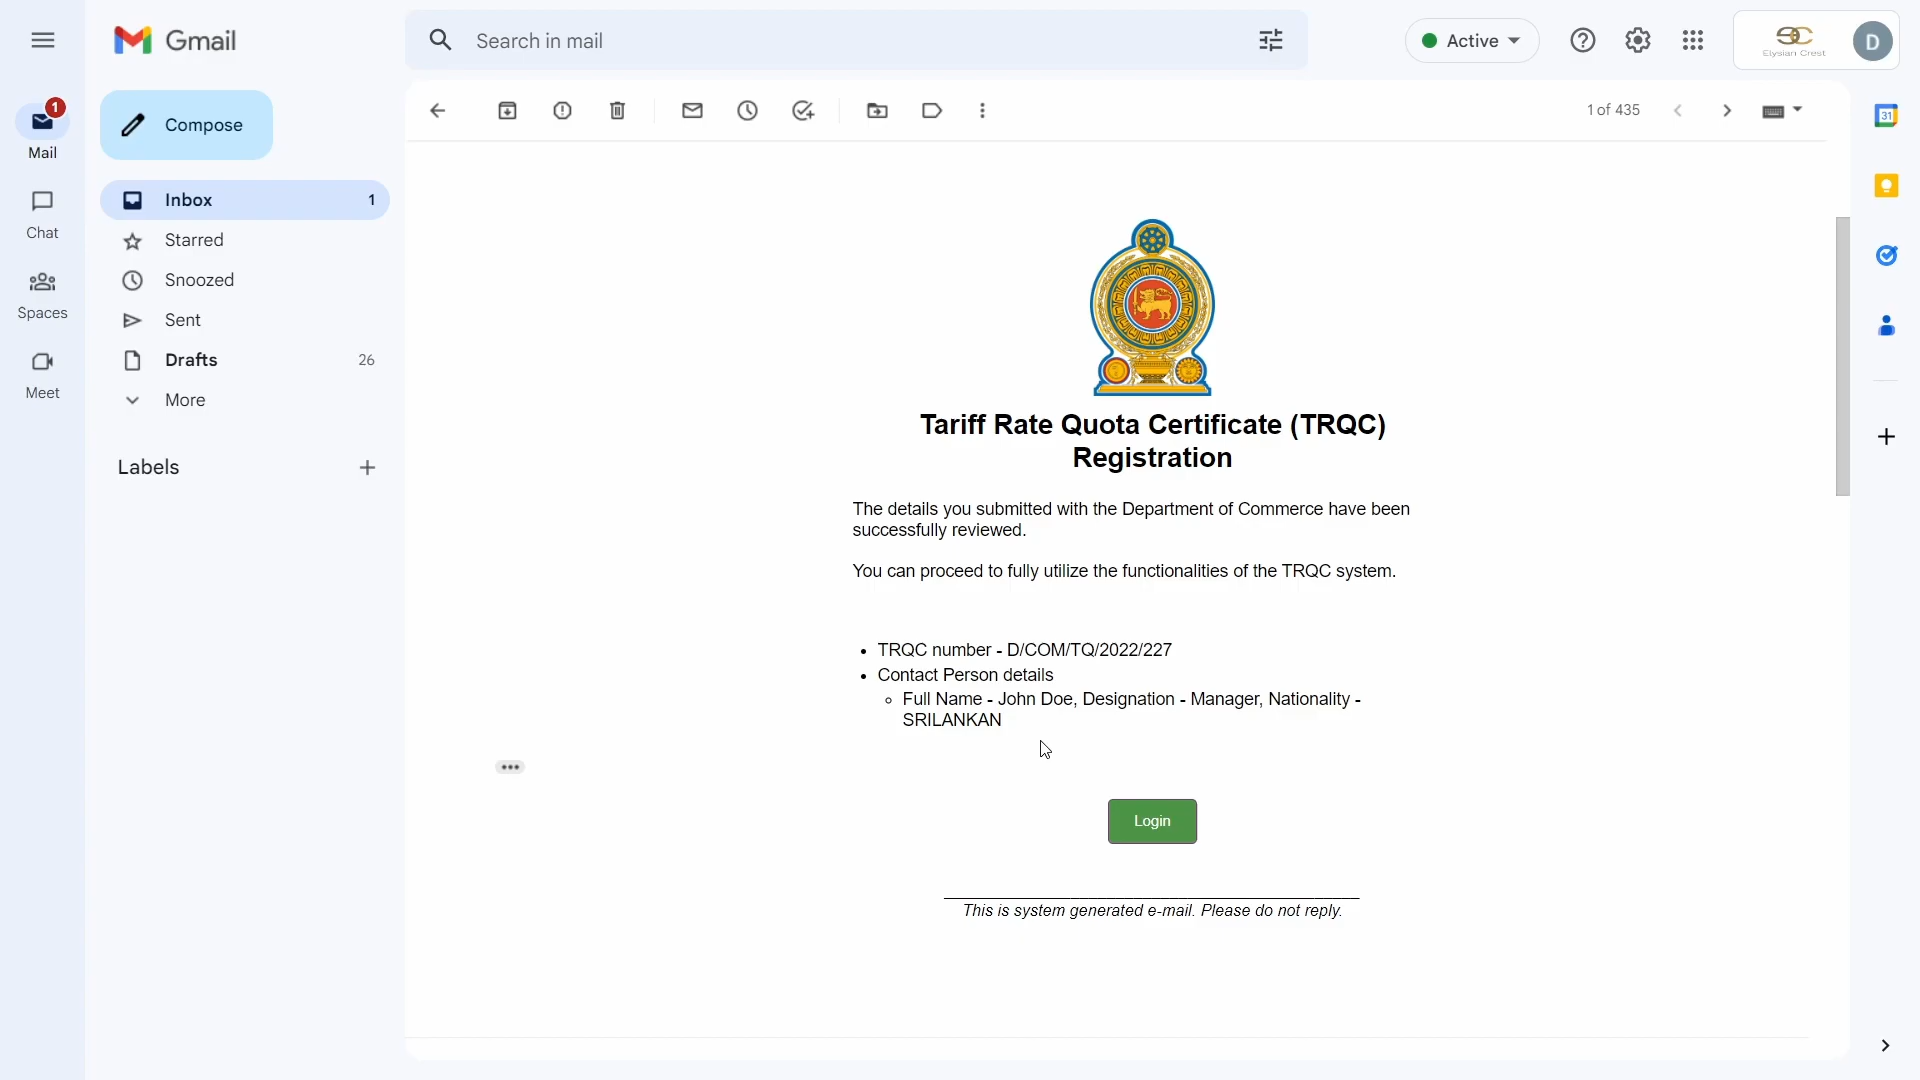 Gmail
Search in mail
Active
Elysian Crest
D
1
Mail
Chat
Spaces
Meet
Compose
Inbox 1
Starred
Snoozed
Sent
Drafts 26
More
Labels
1 of 435
31
Tariff Rate Quota Certificate (TRQC)
Registration
The details you submitted with the Department of Commerce have been
successfully reviewed.
You can proceed to fully utilize the functionalities of the TRQC system.
• TRQC number - D/COM/TQ/2022/227
• Contact Person details
○ Full Name - John Doe, Designation - Manager, Nationality -
SRILANKAN
Login
This is system generated e-mail. Please do not reply.